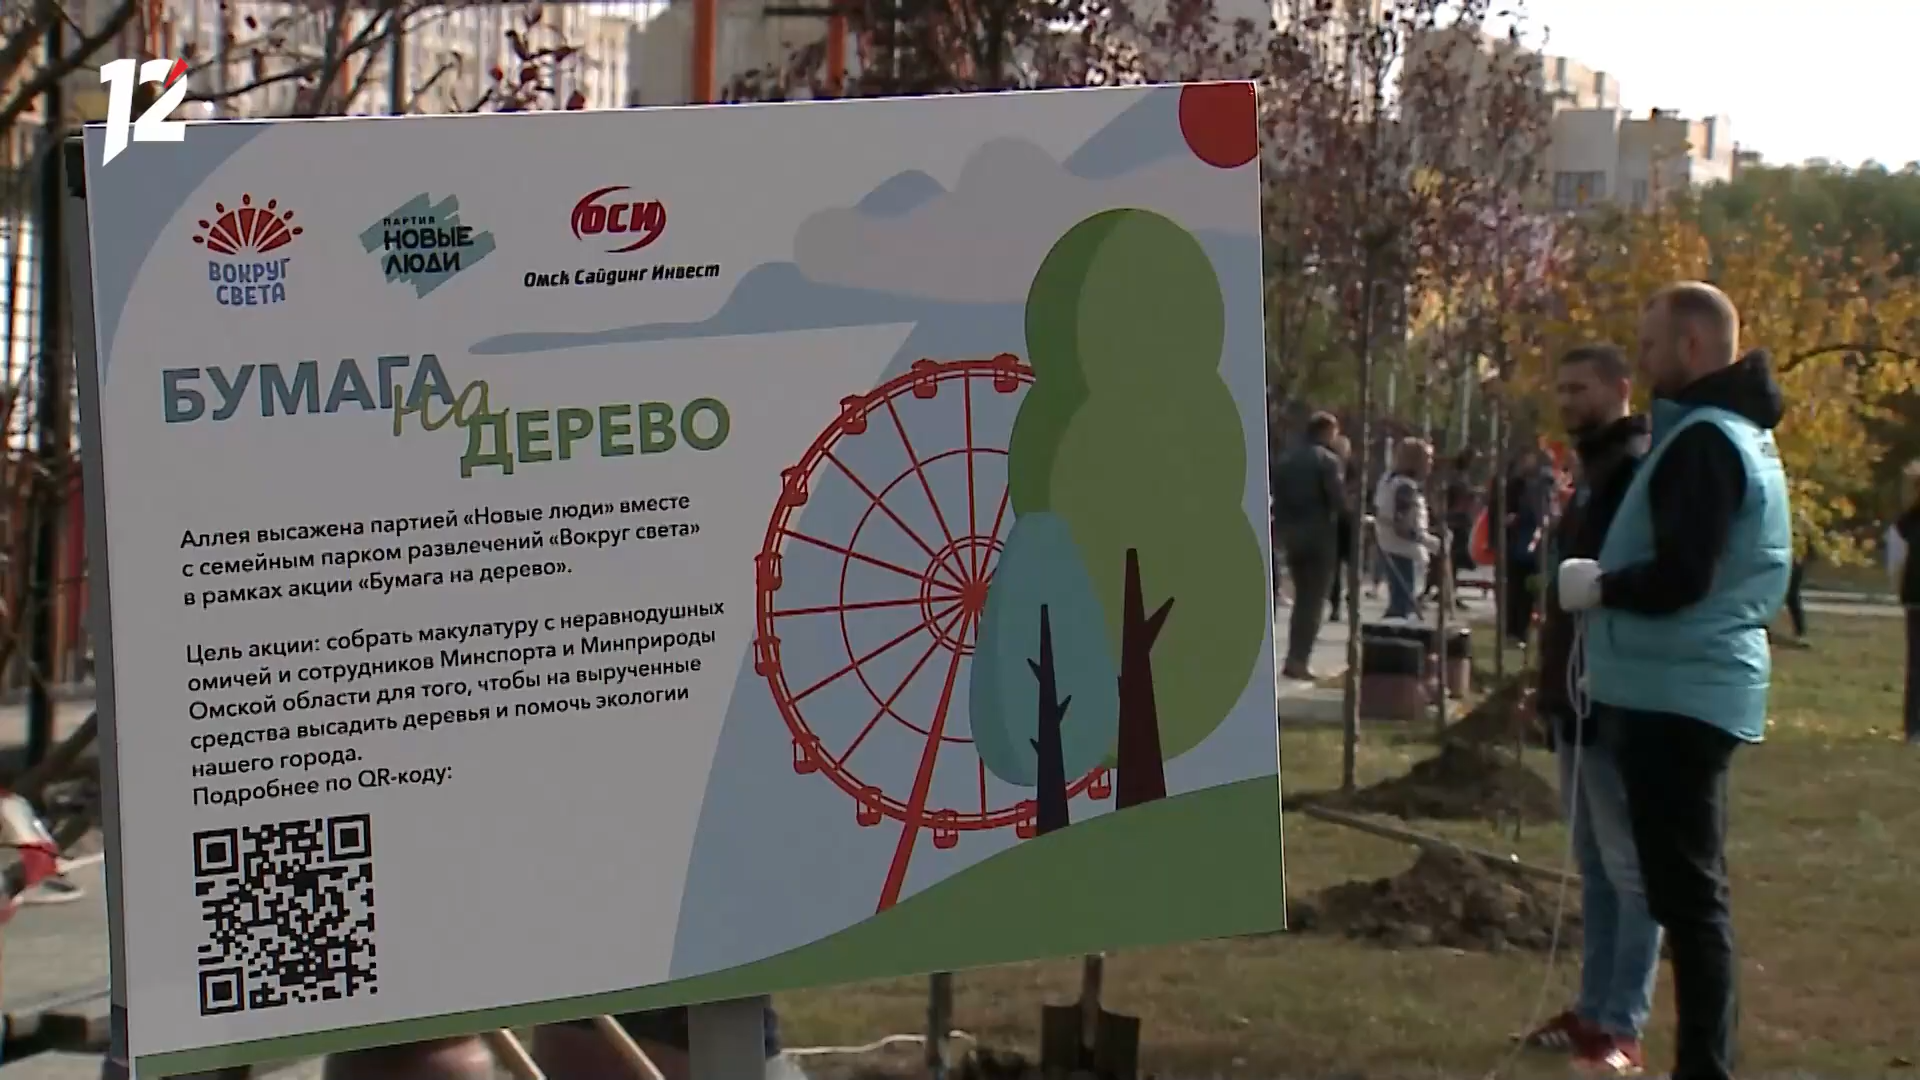 12
ВОКРУГ
СВЕТА
ПАРТИЯ
НОВЫЕ
ЛЮДИ
ОСИ
Омск Сайдинг Инвест
БУМАГА
на
ДЕРЕВО
Аллея высажена партией «Новые люди» вместе
с семейным парком развлечений «Вокруг света»
в рамках акции «Бумага на дерево».
Цель акции: собрать макулатуру с неравнодушных
омичей и сотрудников Минспорта и Минприроды
Омской области для того, чтобы на вырученные
средства высадить деревья и помочь экологии
нашего города.
Подробнее по QR-коду: